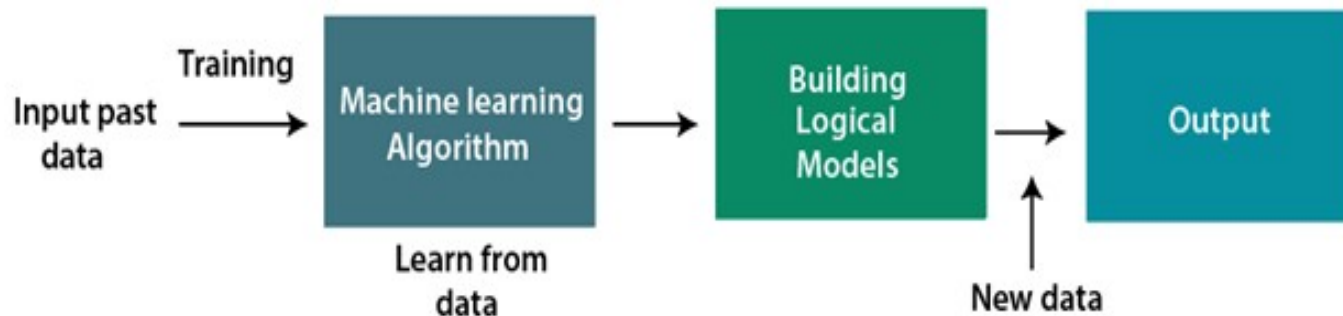 Training
Input past
data
Machine learning
Algorithm
Learn from
data
Building
Logical
Models
New data
Output